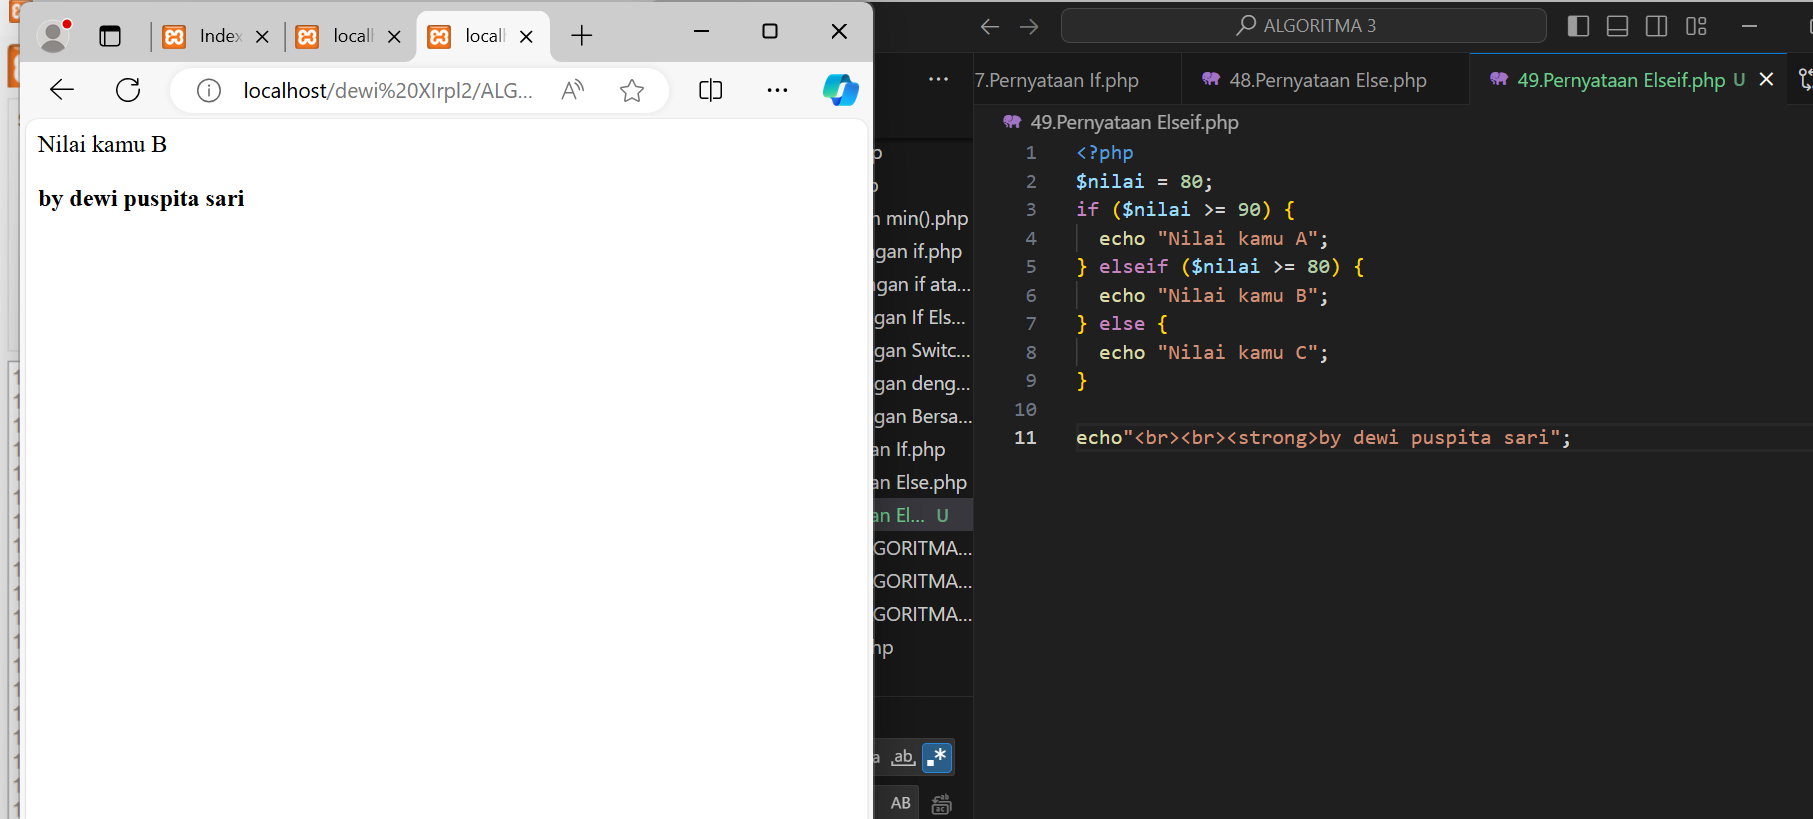 Index
locall
locall
localhost/dewi%20XIrpl2/ALG...
Nilai kamu B
by dewi puspita sari
ALGORITMA 3
7.Pernyataan If.php
48.Pernyataan Else.php
49.Pernyataan Elseif.php U
49.Pernyataan Elseif.php
p
n min().php
gan if.php
gan if ata...
gan If Els...
gan Switc...
gan deng...
gan Bersa...
an If.php
an Else.php
an El... U
GORITMA...
GORITMA...
GORITMA...
np
a ab .*
AB
1 <?php
2 $nilai = 80;
3 if ($nilai >= 90) {
4 echo "Nilai kamu A";
5 } elseif ($nilai >= 80) {
6 echo "Nilai kamu B";
7 } else {
8 echo "Nilai kamu C";
9 }
10
11 echo"<br><br><strong>by dewi puspita sari";